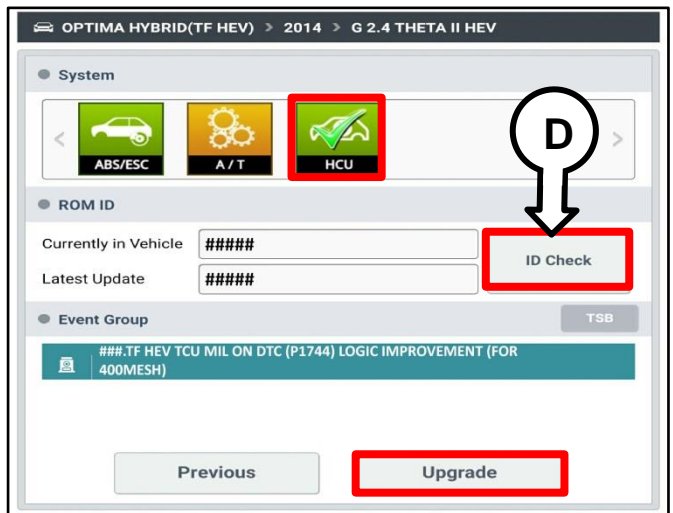 OPTIMA HYBRID(TF HEV) > 2014 > G 2.4 THETA II HEV
System
< ABS/ESC A/T HCU >
D
ROM ID
Currently in Vehicle #####
ID Check
Latest Update #####
Event Group TSB
###.TF HEV TCU MIL ON DTC (P1744) LOGIC IMPROVEMENT (FOR
400MESH)
Previous Upgrade